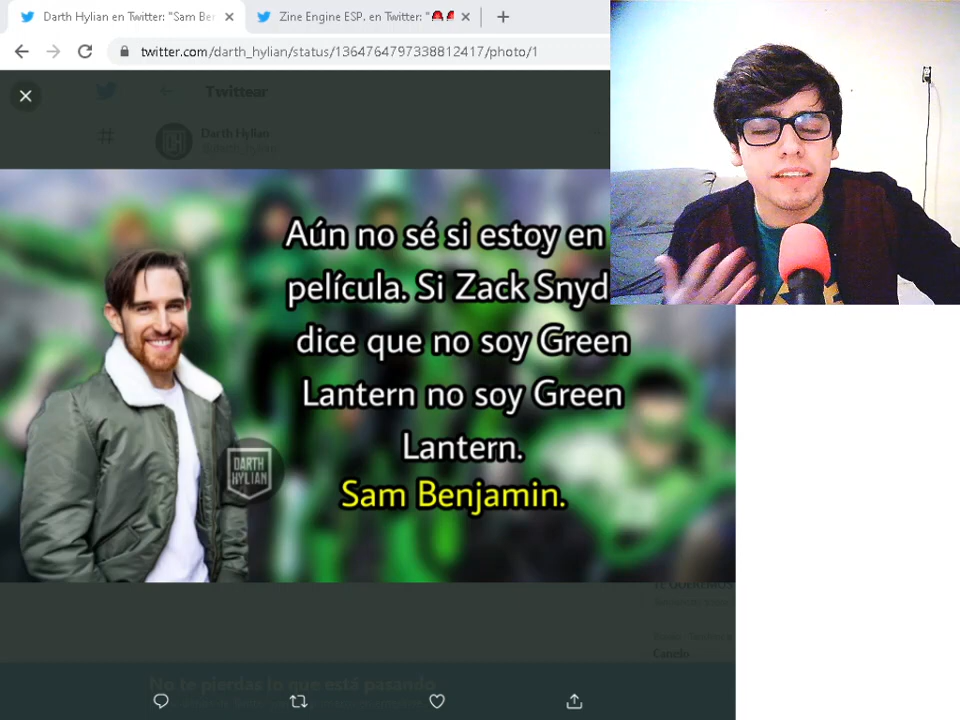 Darth Hylian en Twitter: "Sam Ber
Zine Engine ESP. en Twitter: "
twitter.com/darth_hylian/status/1364764797338812417/photo/1
Twittear
Darth Hylian
@darth_hylian
Aún no sé si estoy en
película. Si Zack Snyd
dice que no soy Green
Lantern no soy Green
Lantern.
Sam Benjamin.
DARTH
HYLIAN
Canelo
No te pierdas lo que está pasando